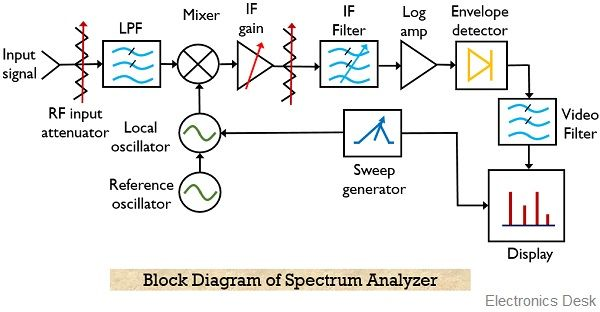 Input
signal
RF input
attenuator
LPF
Mixer
IF
gain
IF
Filter
Log
amp
Envelope
detector
Video
Filter
Local
oscillator
Reference
oscillator
Sweep
generator
Display
Block Diagram of Spectrum Analyzer
Electronics Desk